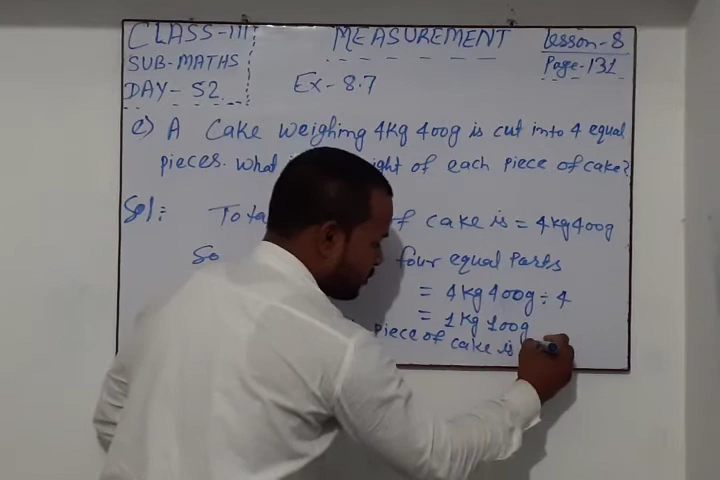 CLASS-III MEASUREMENT Lesson-8
SUB-MATHS Page-131
DAY-52 Ex-8.7
e) A Cake weighing 4kg 400g is cut into 4 equal
pieces. what of each piece of cake?
Sol: of cake is = 4kg400g
So four equal Parts
= 4kg 400g ÷ 4
= 1kg 100g
piece of cake is